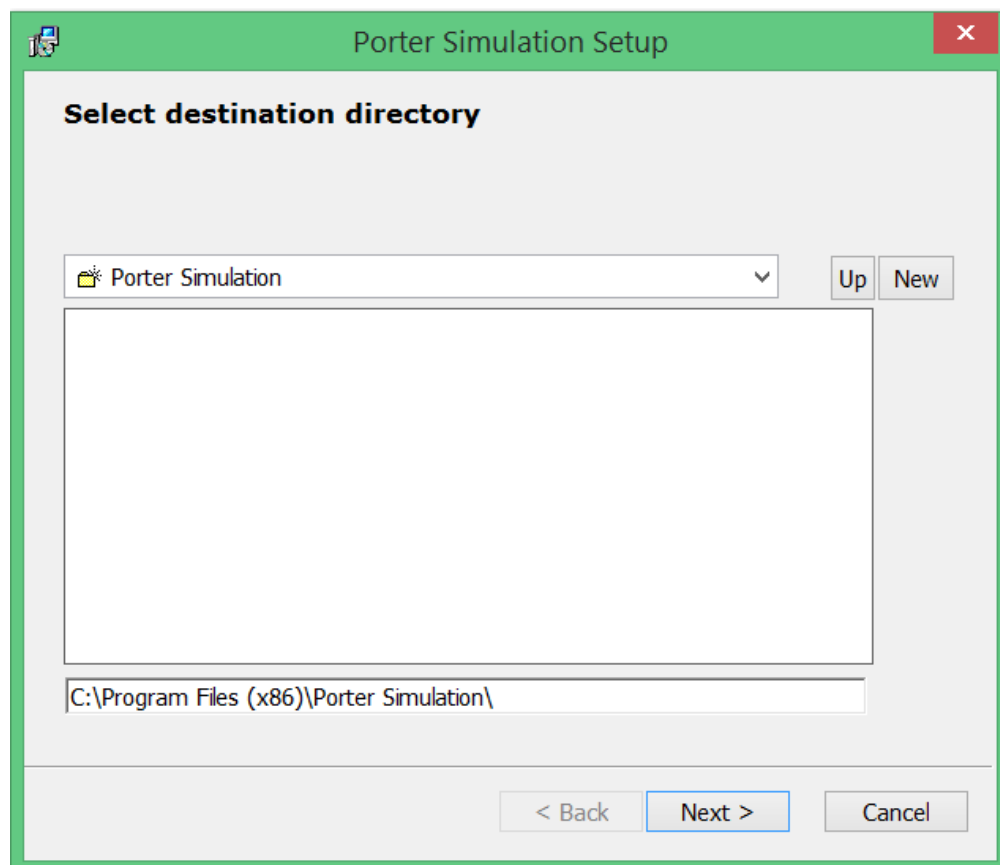 Porter Simulation Setup
Select destination directory
Porter Simulation
Up
New
C:\Program Files (x86)\Porter Simulation\
< Back
Next >
Cancel